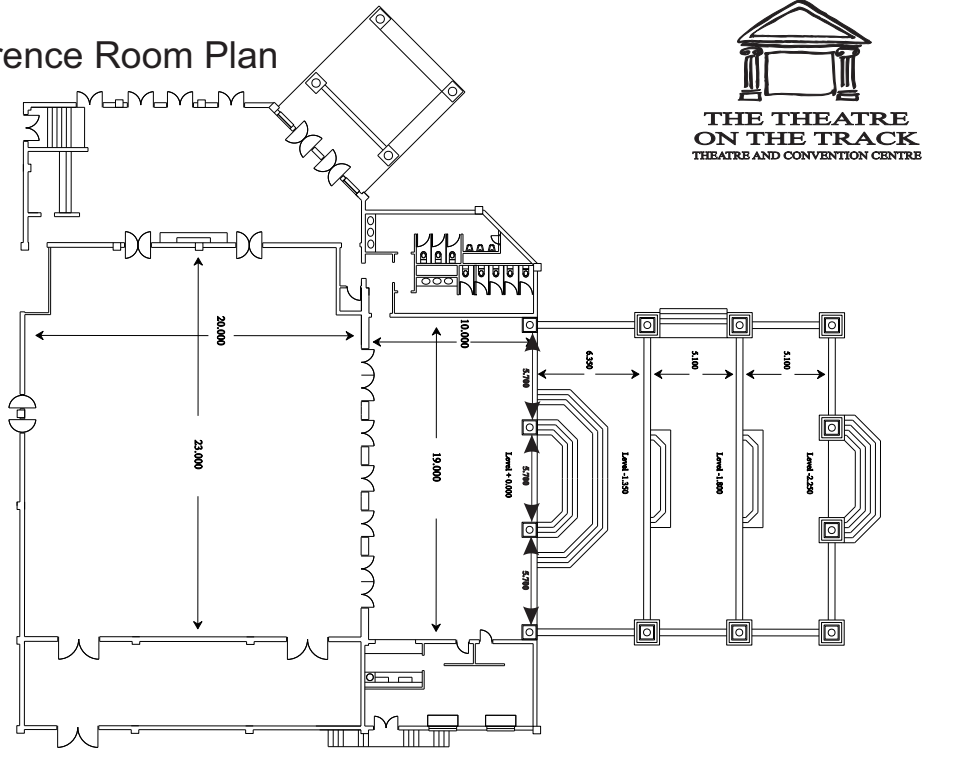 rence Room Plan
THE THEATRE
ON THE TRACK
THEATRE AND CONVENTION CENTRE
20.000
10.000
6.350
5.100
5.100
5.700
23.000
19.000
Level + 0.000
5.700
Level -1.350
Level -1.800
Level -2.250
5.700